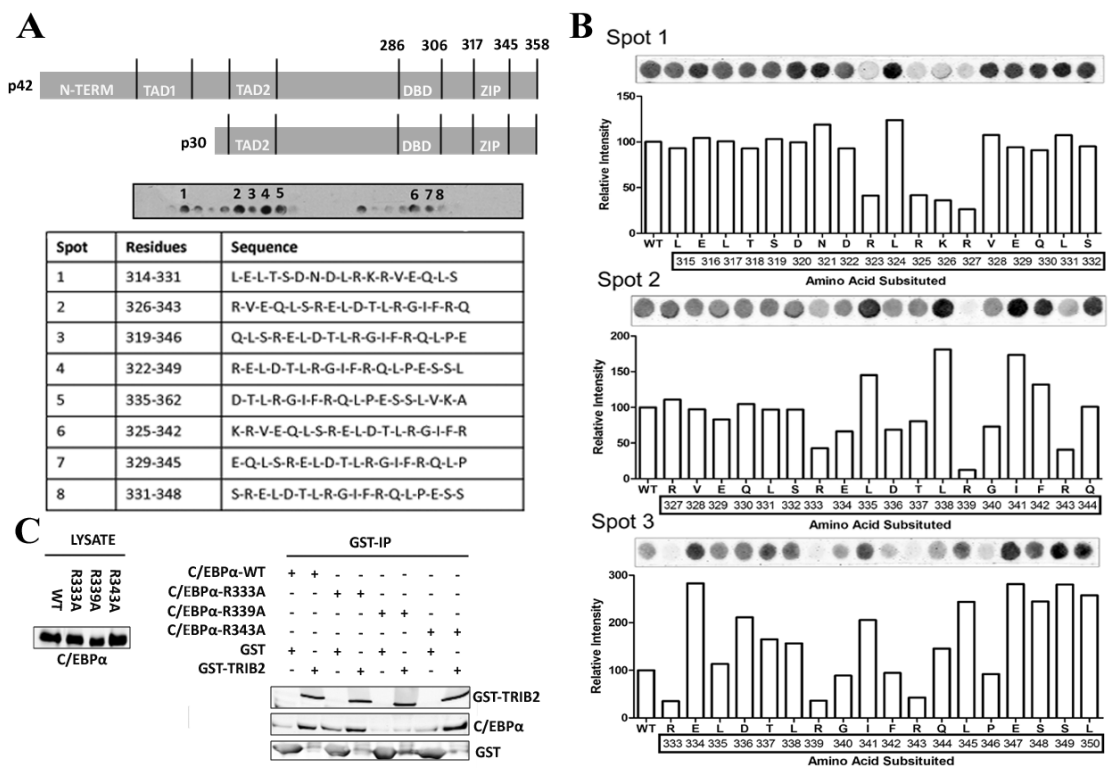 A
286 306 317 345 358
p42 N-TERM TAD1 TAD2 DBD ZIP
p30 TAD2 DBD ZIP
1 2 3 4 5 6 7 8
Spot Residues Sequence
1 314-331 L-E-L-T-S-D-N-D-L-R-K-R-V-E-Q-L-S
2 326-343 R-V-E-Q-L-S-R-E-L-D-T-L-R-G-I-F-R-Q
3 319-346 Q-L-S-R-E-L-D-T-L-R-G-I-F-R-Q-L-P-E
4 322-349 R-E-L-D-T-L-R-G-I-F-R-Q-L-P-E-S-S-L
5 335-362 D-T-L-R-G-I-F-R-Q-L-P-E-S-S-L-V-K-A
6 325-342 K-R-V-E-Q-L-S-R-E-L-D-T-L-R-G-I-F-R
7 329-345 E-Q-L-S-R-E-L-D-T-L-R-G-I-F-R-Q-L-P
8 331-348 S-R-E-L-D-T-L-R-G-I-F-R-Q-L-P-E-S-S
B
Spot 1
Relative Intensity
150
100
50
0
WT L E L T S D N D R L R K R V E Q L S
315 316 317 318 319 320 321 322 323 324 325 326 327 328 329 330 331 332
Amino Acid Subsituted
Spot 2
Relative Intensity
200
150
100
50
0
WT R V E Q L S R E L D T L R G I F R Q
327 328 329 330 331 332 333 334 335 336 337 338 339 340 341 342 343 344
Amino Acid Subsituted
Spot 3
Relative Intensity
300
200
100
0
WT R E L D T L R G I F R Q L P E S S L
333 334 335 336 337 338 339 340 341 342 343 344 345 346 347 348 349 350
Amino Acid Subsituited
C
LYSATE
WT R333A R339A R343A
C/EBPα
GST-IP
C/EBPα-WT + + - - - - - -
C/EBPα-R333A - - + + - - - -
C/EBPα-R339A - - - - + + - -
C/EBPα-R343A - - - - - - + +
GST + - + - + - + -
GST-TRIB2 - + - + - + - +
GST-TRIB2
C/EBPα
GST